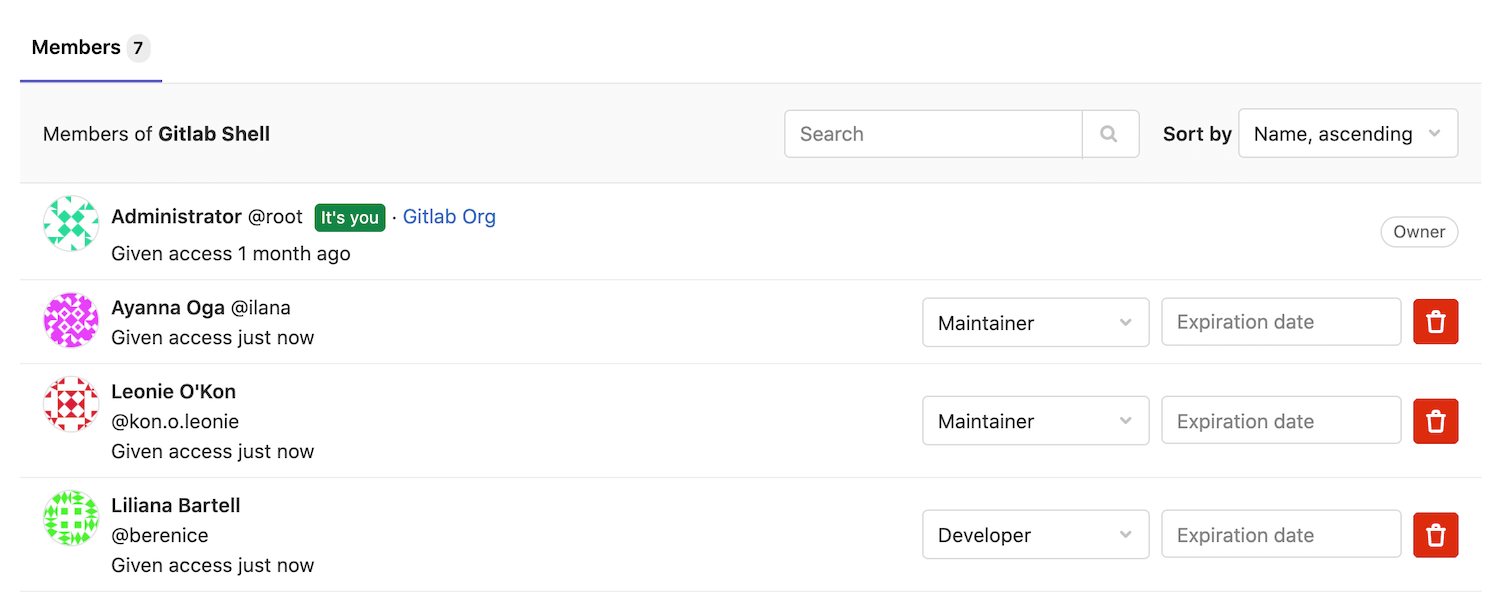 Members 7
Members of Gitlab Shell
Search
Sort by Name, ascending
Administrator @root It's you · Gitlab Org
Given access 1 month ago
Owner
Ayanna Oga @ilana
Given access just now
Maintainer
Expiration date
Leonie O'Kon
@kon.o.leonie
Given access just now
Maintainer
Expiration date
Liliana Bartell
@berenice
Given access just now
Developer
Expiration date